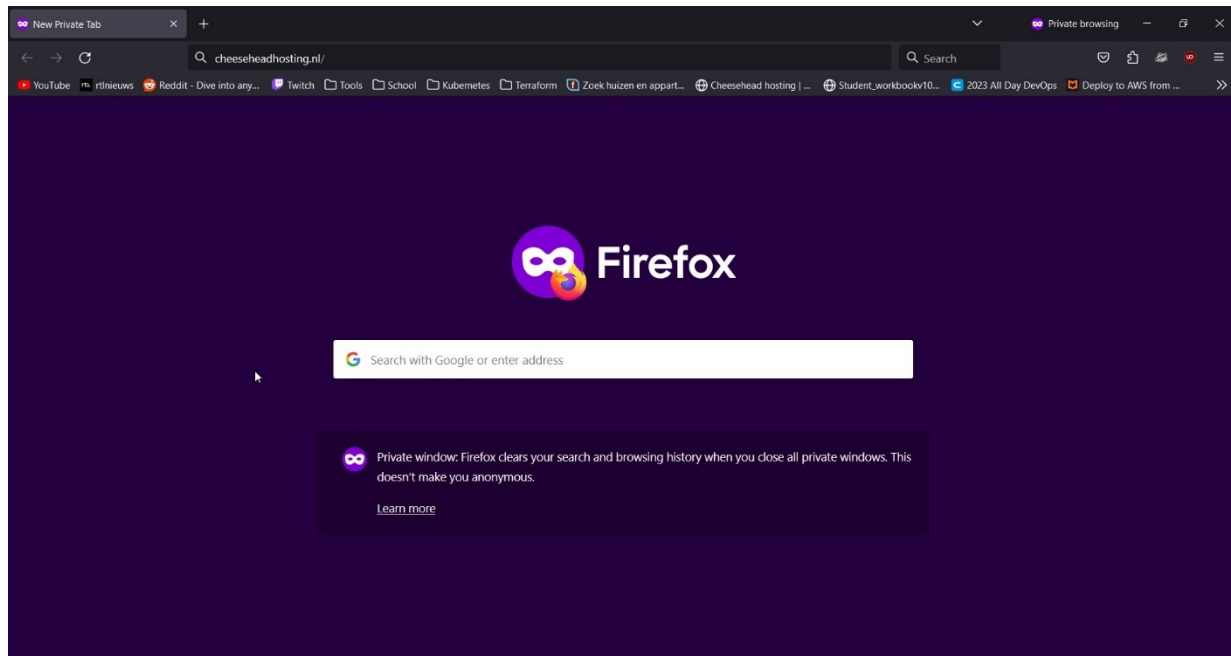 New Private Tab
Private browsing
cheeseheadhosting.nl/
Search
YouTube rtl. rtlnieuws Reddit - Dive into any... Twitch Tools School Kubernetes Terraform Zoek huizen en appart... Cheesehead hosting | ... Student_workbookv10... 2023 All Day DevOps Deploy to AWS from ...
Firefox
Search with Google or enter address
Private window: Firefox clears your search and browsing history when you close all private windows. This
doesn't make you anonymous.
Learn more